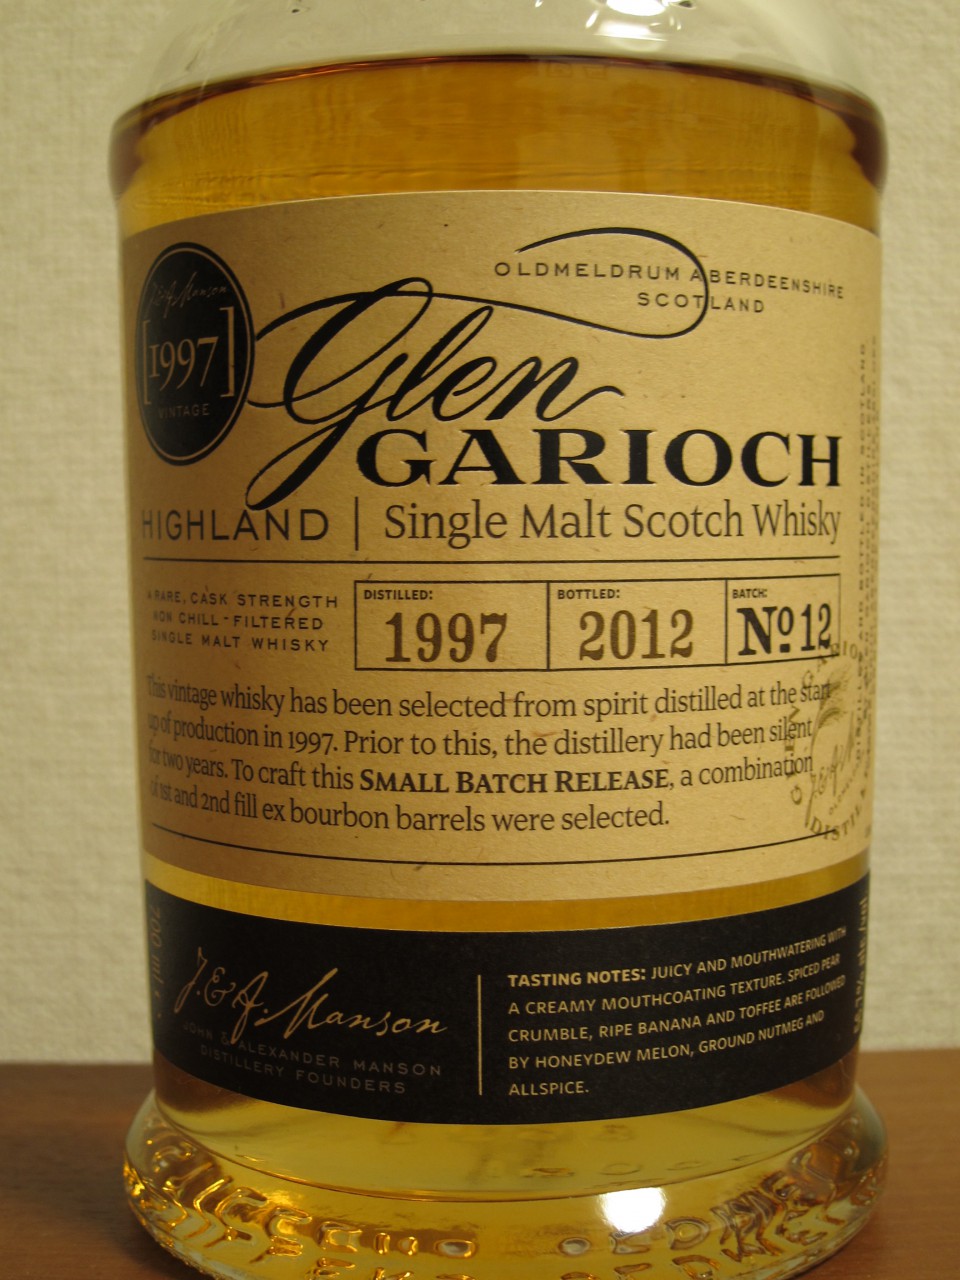 OLDMELDRUM ABERDEENSHIRE
SCOTLAND
J. & A. Manson
[1997]
VINTAGE
Glen
GARIOCH
HIGHLAND | Single Malt Scotch Whisky
A RARE, CASK STRENGTH
NON CHILL-FILTERED
SINGLE MALT WHISKY
DISTILLED:
1997
BOTTLED:
2012
BATCH:
Nº12
This vintage whisky has been selected from spirit distilled at the start
up of production in 1997. Prior to this, the distillery had been silent
for two years. To craft this SMALL BATCH RELEASE, a combination
of 1st and 2nd fill ex bourbon barrels were selected.
700 ml
J. & A. Manson
JOHN & ALEXANDER MANSON
DISTILLERY FOUNDERS
TASTING NOTES: JUICY AND MOUTHWATERING WITH
A CREAMY MOUTHCOATING TEXTURE. SPICED PEAR
CRUMBLE, RIPE BANANA AND TOFFEE ARE FOLLOWED
BY HONEYDEW MELON, GROUND NUTMEG AND
ALLSPICE.